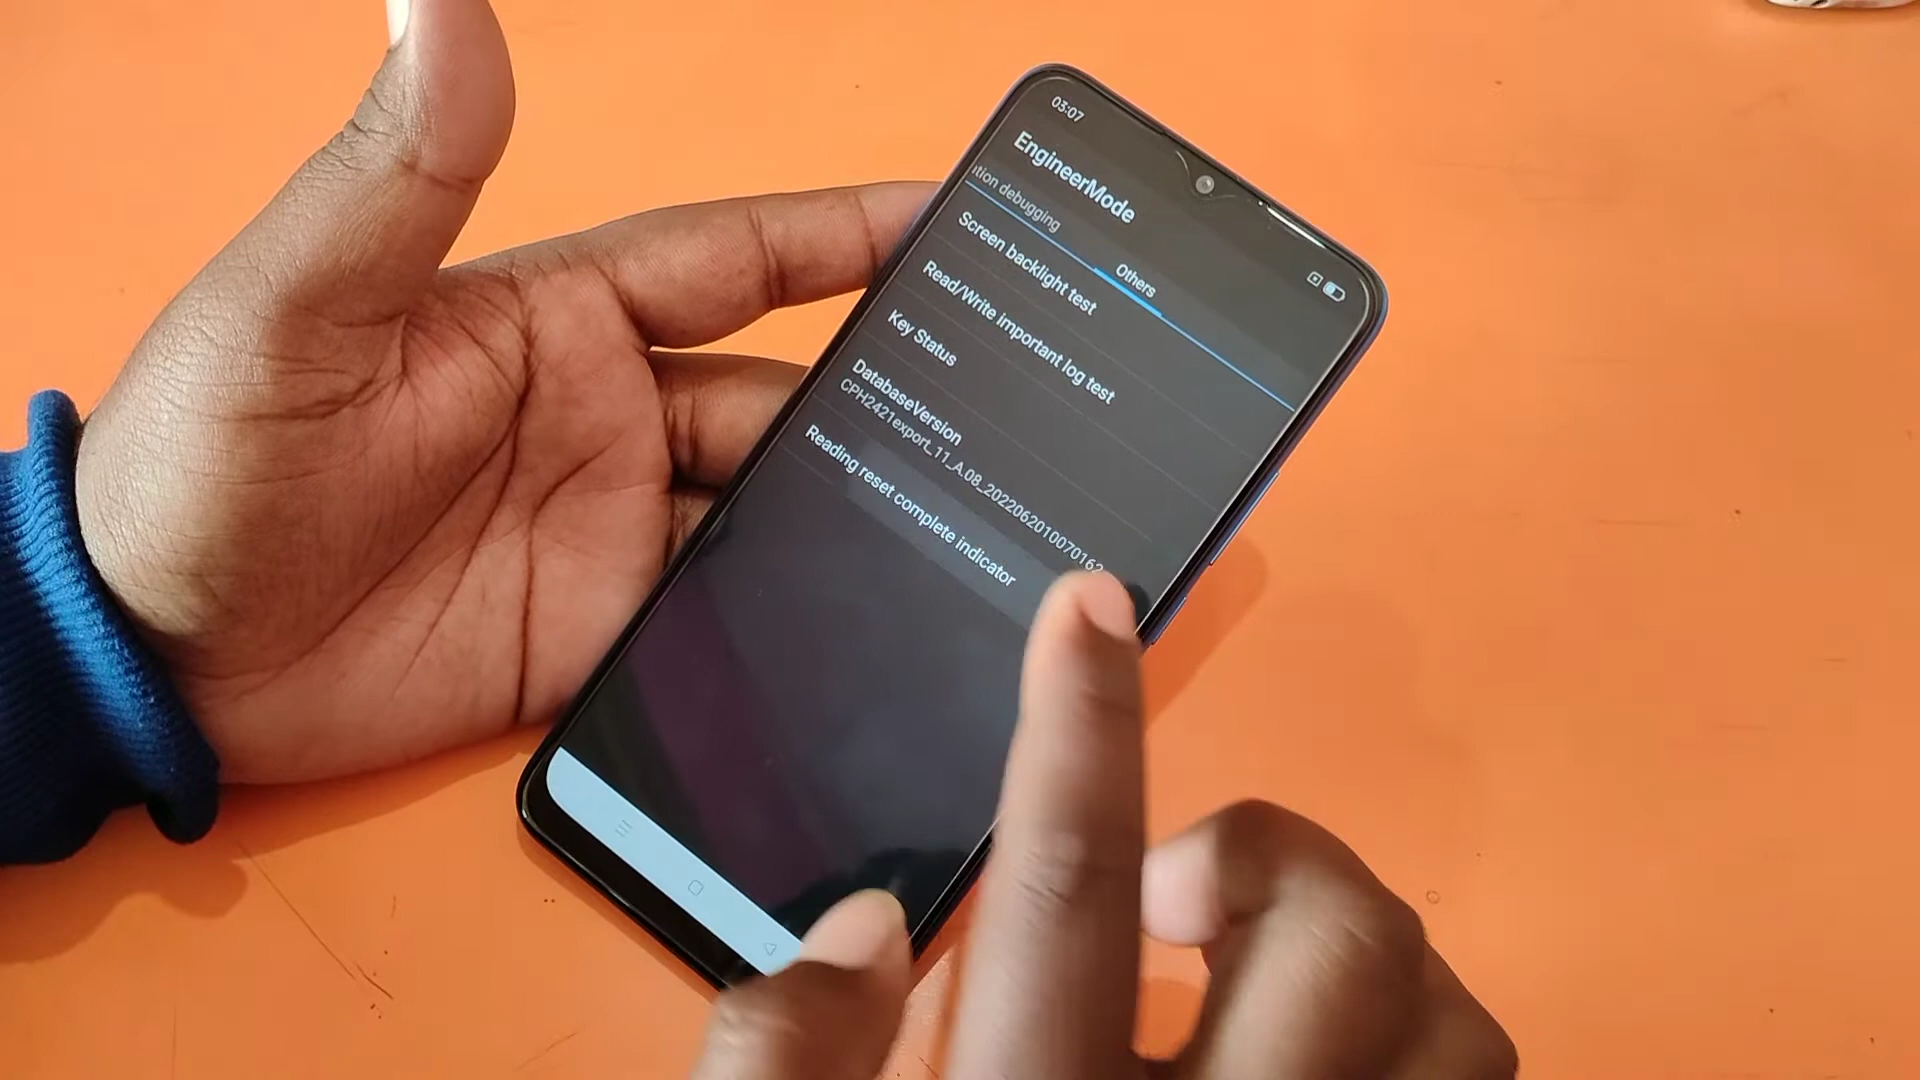 03:07
EngineerMode
ition debugging
Others
Screen backlight test
Read/Write important log test
Key Status
DatabaseVersion
CPH2421export_11_A.08_2022062010070162
Reading reset complete indicator